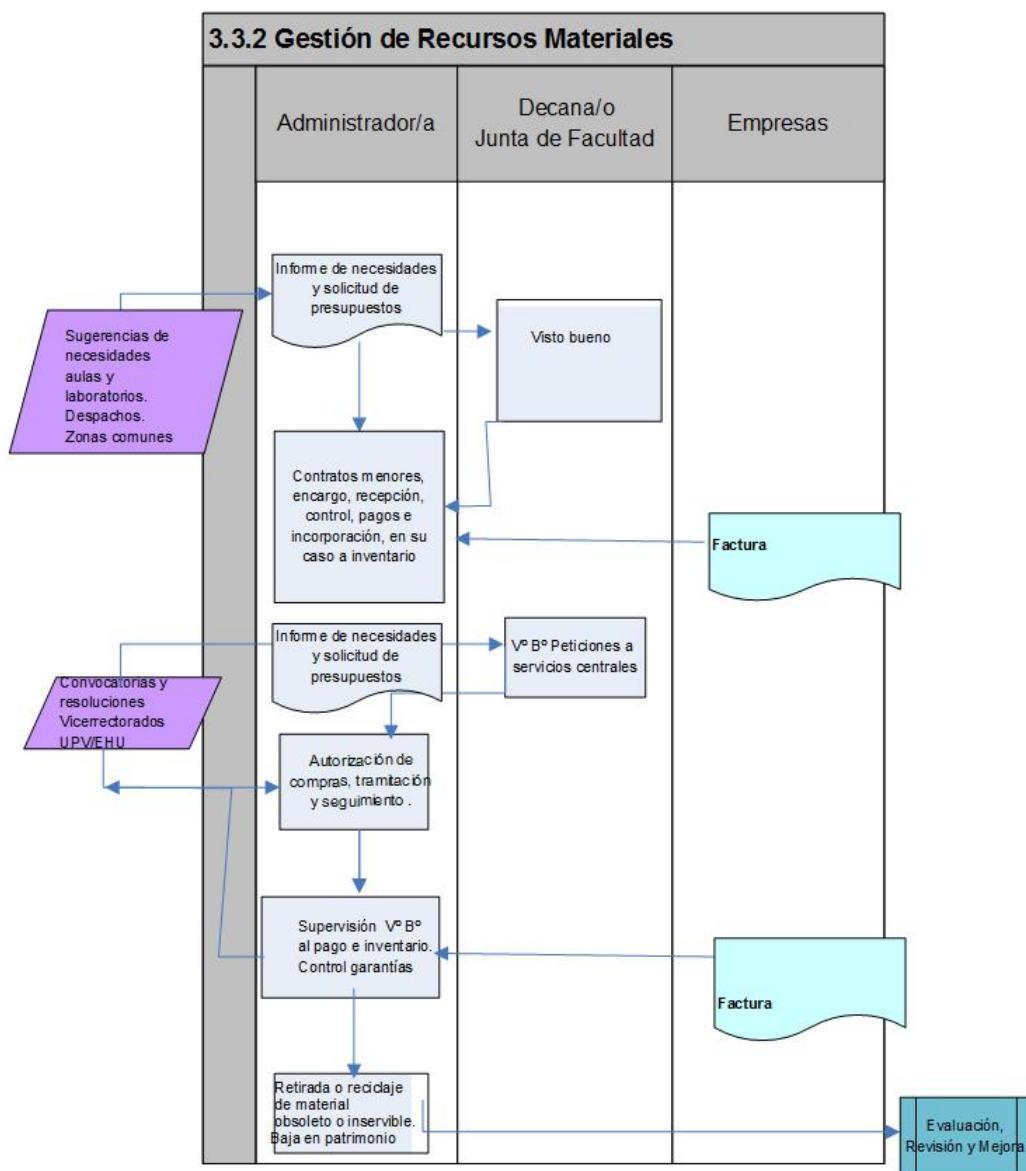 3.3.2 Gestión de Recursos Materiales
Administrador/a
Decana/o
Junta de Facultad
Empresas
Informe de necesidades
y solicitud de
presupuestos
Sugerencias de
necesidades
aulas y
laboratorios.
Despachos.
Zonas comunes
Visto bueno
Contratos menores,
encargo, recepción,
control, pagos e
incorporación, en su
caso a inventario
Factura
Informe de necesidades
y solicitud de
presupuestos
Vº Bº Peticiones a
servicios centrales
Convocatorias y
resoluciones
Vicerrectorados
UPV/EHU
Autorización de
compras, tramitación
y seguimiento .
Supervisión Vº Bº
al pago e inventario.
Control garantías
Factura
Retirada o reciclaje
de material
obsoleto o inservible.
Baja en patrimonio
Evaluación,
Revisión y Mejora